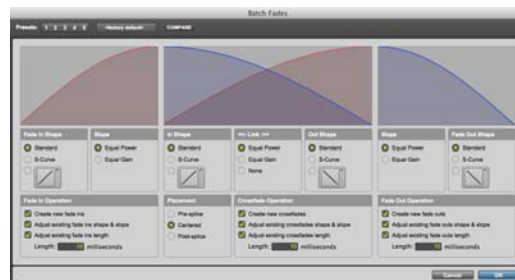 Batch Fades
Presets: 1 2 3 4 5 <factory default> COMPARE
Fade In Shape
Standard
S-Curve
Slope
Equal Power
Equal Gain
In Shape
Standard
S-Curve
<<- Link ->>
Equal Power
Equal Gain
None
Out Shape
Standard
S-Curve
Slope
Equal Power
Equal Gain
Fade Out Shape
Standard
S-Curve
Fade In Operation
Create new fade ins
Adjust existing fade ins shape & slope
Adjust existing fade ins length
Length: milliseconds
Placement
Pre-splice
Centered
Post-splice
Crossfade Operation
Create new crossfades
Adjust existing crossfades shape & slope
Adjust existing crossfades length
Length: milliseconds
Fade Out Operation
Create new fade outs
Adjust existing fade outs shape & slope
Adjust existing fade outs length
Length: milliseconds
Cancel OK